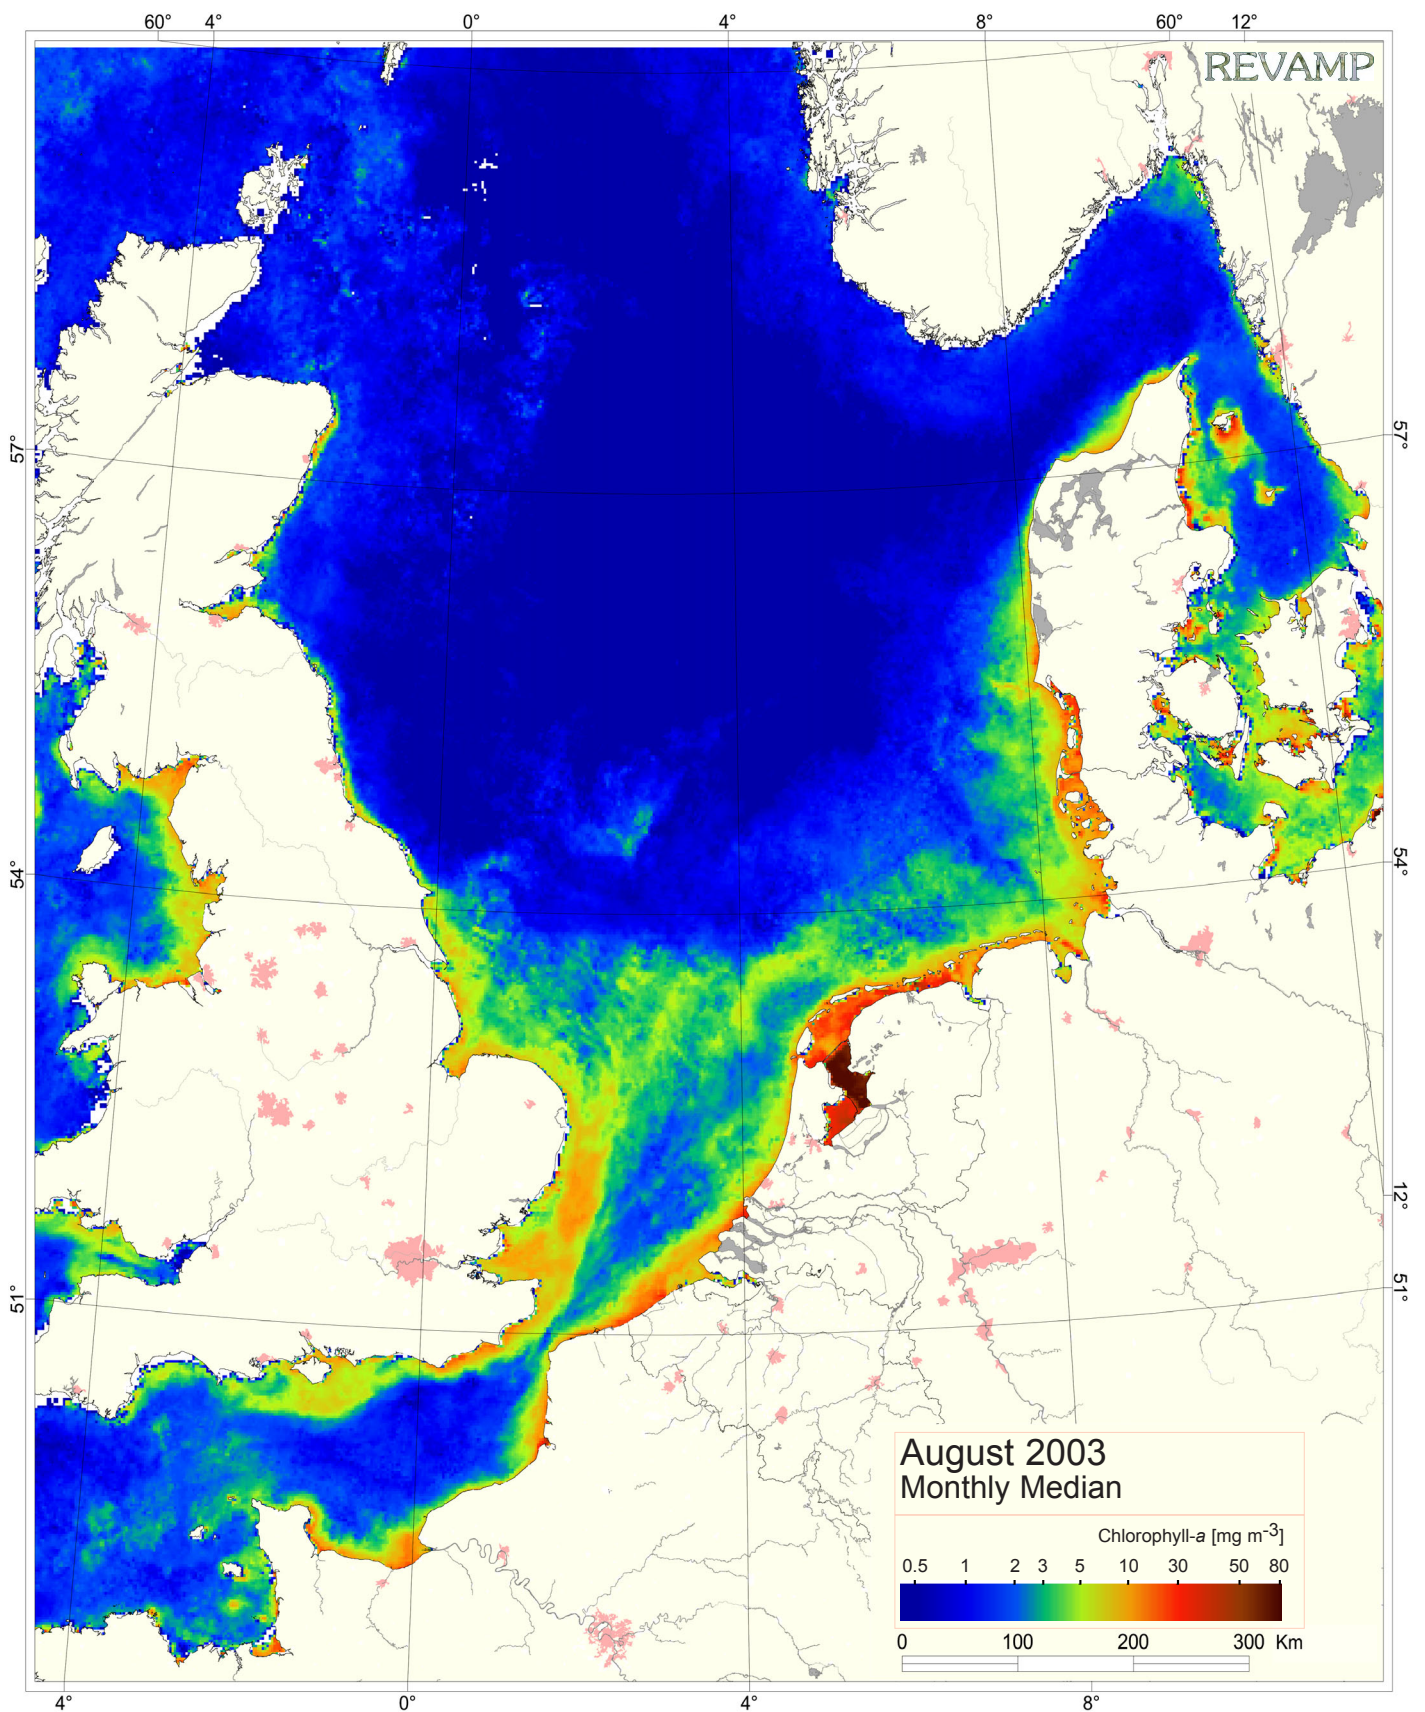 60° 4° 0° 4° 8° 60° 12°
REVAMP
57° 57°
54° 54°
12°
51° 51°
August 2003
Monthly Median
Chlorophyll-a [mg m-3]
0.5 1 2 3 5 10 30 50 80
0 100 200 300 Km
4° 0° 4° 8°